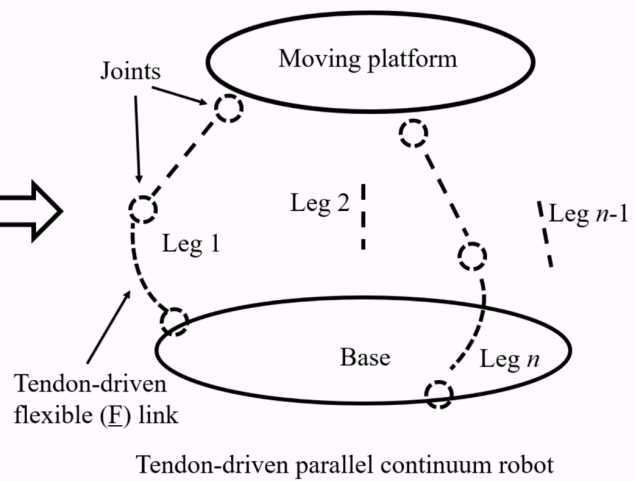 Moving platform
Joints
Leg 2
Leg n-1
Leg 1
Base
Leg n
Tendon-driven
flexible (F) link
Tendon-driven parallel continuum robot